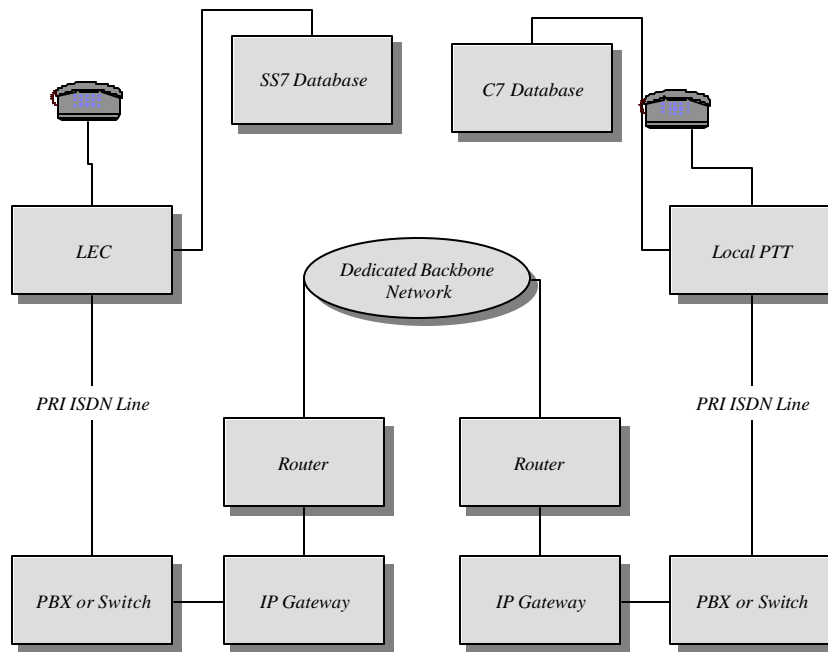 SS7 Database
C7 Database
LEC
Local PTT
Dedicated Backbone
Network
PRI ISDN Line
PRI ISDN Line
Router
Router
PBX or Switch
IP Gateway
IP Gateway
PBX or Switch